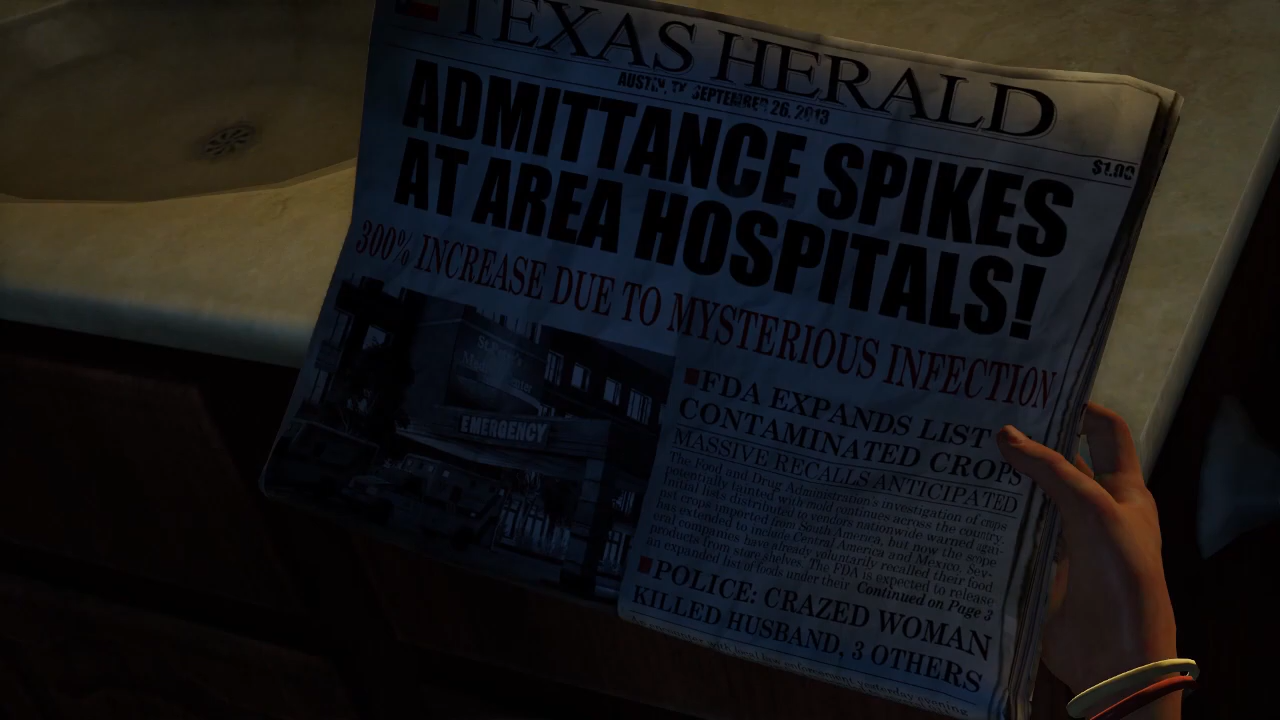 TEXAS HERALD
AUSTIN, TX SEPTEMBER 26, 2013
$1.00
ADMITTANCE SPIKES
AT AREA HOSPITALS!
300% INCREASE DUE TO MYSTERIOUS INFECTION
EMERGENCY
FDA EXPANDS LIST
CONTAMINATED CROPS
MASSIVE RECALLS ANTICIPATED
The Food and Drug Administration's investigation of crops
potentially tainted with mold continues across the country.
Initial lists distributed to vendors nationwide warned again-
not crops imported from South America, but now the scope
has extended to include Central America and Mexico. Sev-
eral companies have already voluntarily recalled their food
products from store shelves. The FDA is expected to release
an expanded list of foods under their Continued on Page 3
POLICE: CRAZED WOMAN
KILLED HUSBAND, 3 OTHERS